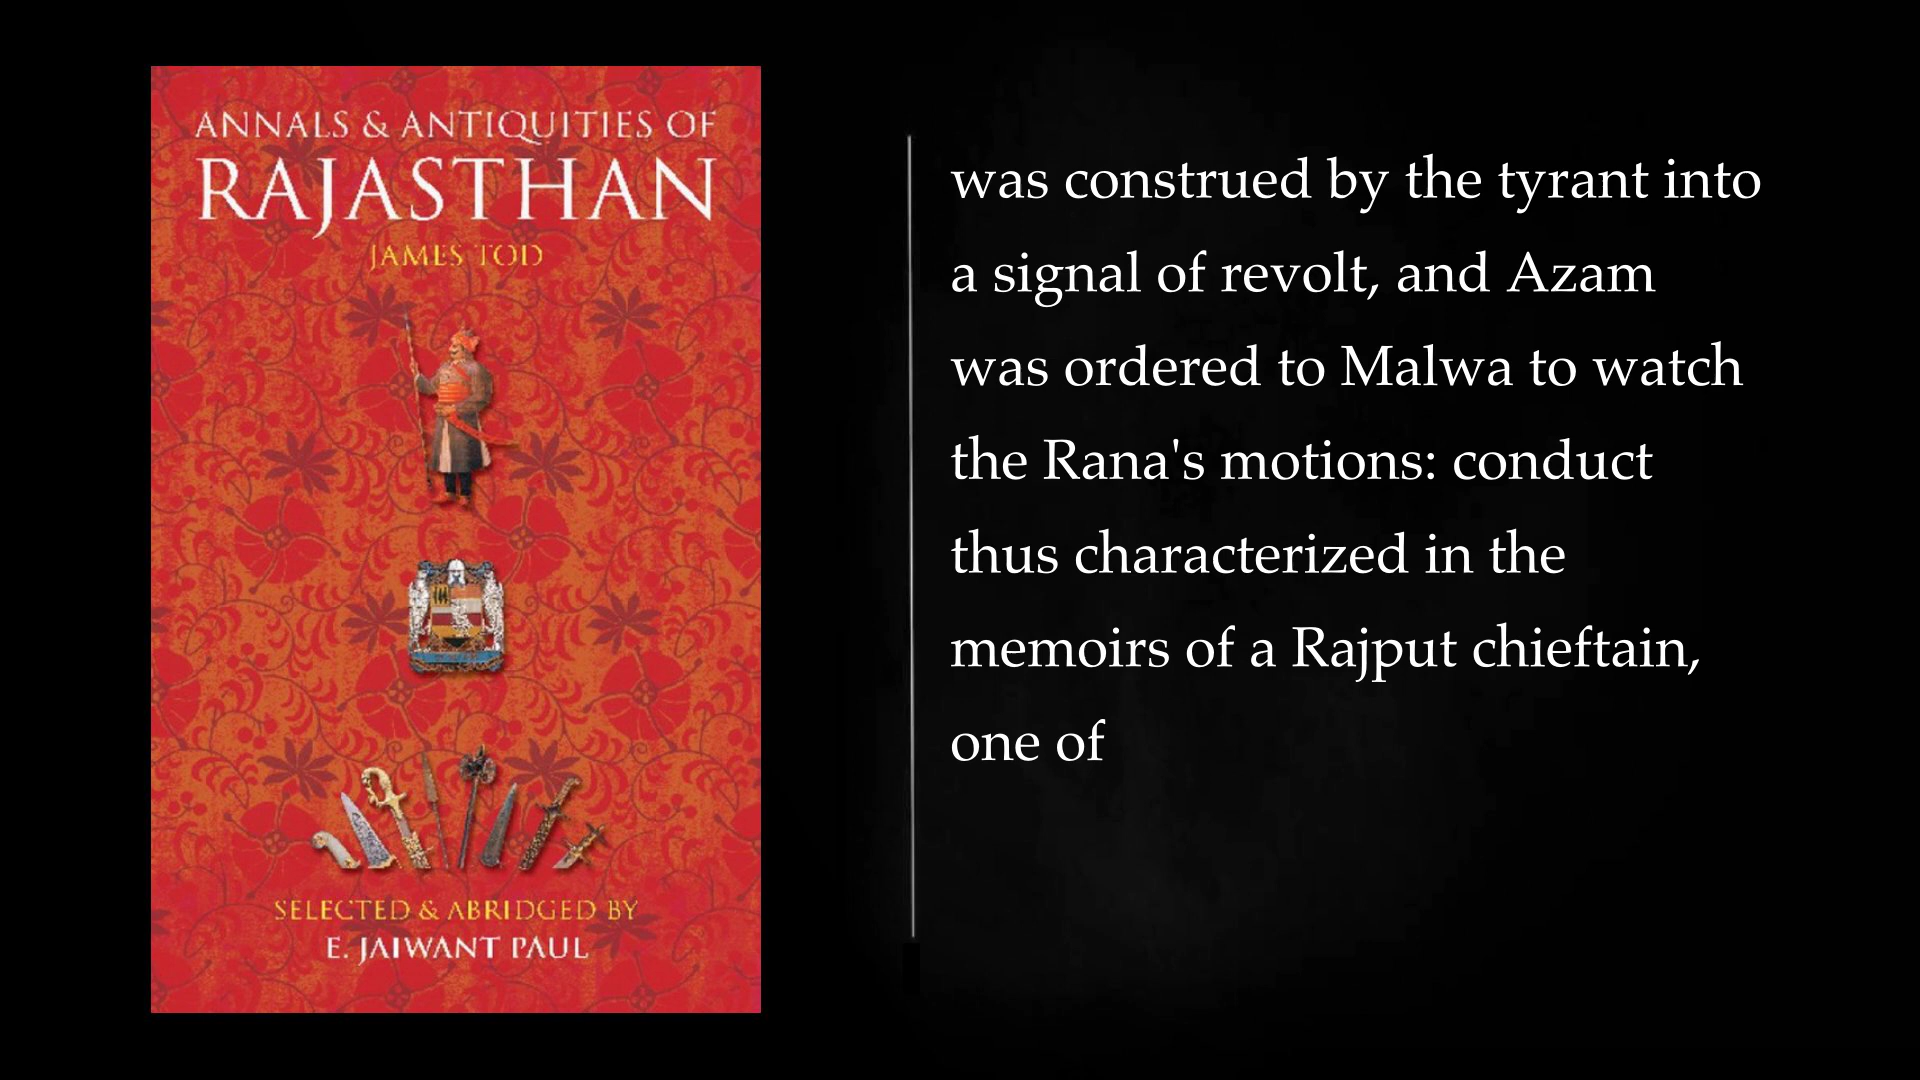 ANNALS & ANTIQUITIES OF
RAJASTHAN
JAMES TOD
SELECTED & ABRIDGED BY
E. JAIWANT PAUL
was construed by the tyrant into
a signal of revolt, and Azam
was ordered to Malwa to watch
the Rana's motions: conduct
thus characterized in the
memoirs of a Rajput chieftain,
one of